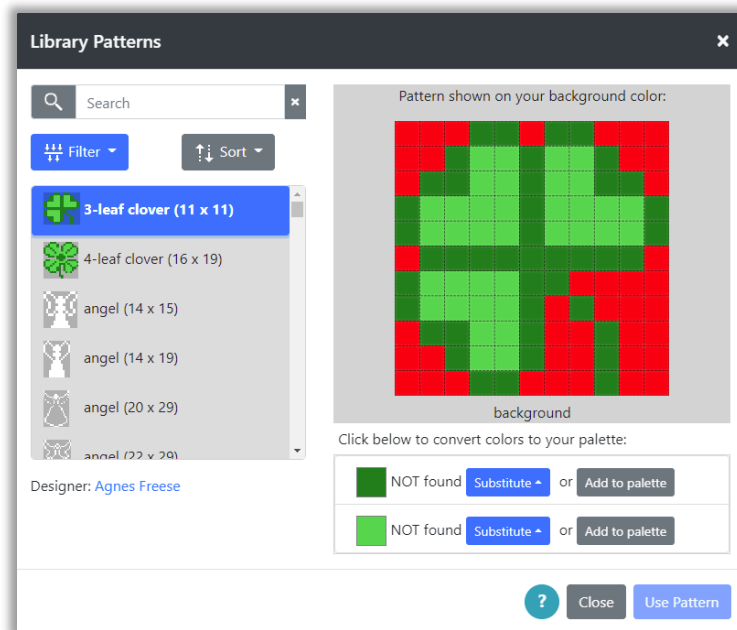 Library Patterns
×
Search
×
Filter
Sort
3-leaf clover (11 x 11)
4-leaf clover (16 x 19)
angel (14 x 15)
angel (14 x 19)
angel (20 x 29)
angel (22 x 29)
Designer: Agnes Freese
Pattern shown on your background color:
background
Click below to convert colors to your palette:
NOT found Substitute or Add to palette
NOT found Substitute or Add to palette
? Close Use Pattern